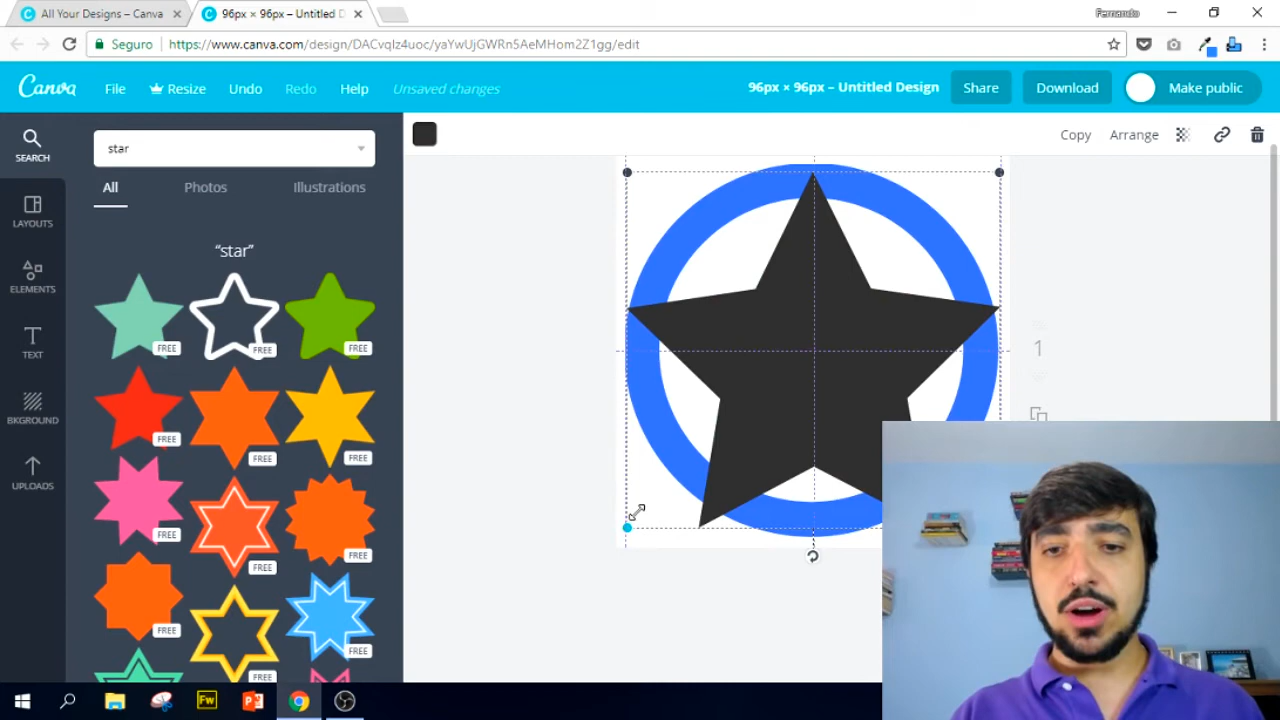 All Your Designs – Canva
96px × 96px – Untitled D
Fernando
Seguro
https://www.canva.com/design/DACvqIz4uoc/yaYwUjGWRn5AeMHom2Z1gg/edit
Canva
File
Resize
Undo
Redo
Help
Unsaved changes
96px × 96px – Untitled Design
Share
Download
Make public
SEARCH
star
Copy
Arrange
All
Photos
Illustrations
LAYOUTS
“star”
ELEMENTS
FREE
FREE
FREE
TEXT
1
BKGROUND
FREE
FREE
FREE
UPLOADS
FREE
FREE
FREE
FREE
FREE
FREE
Fw
P